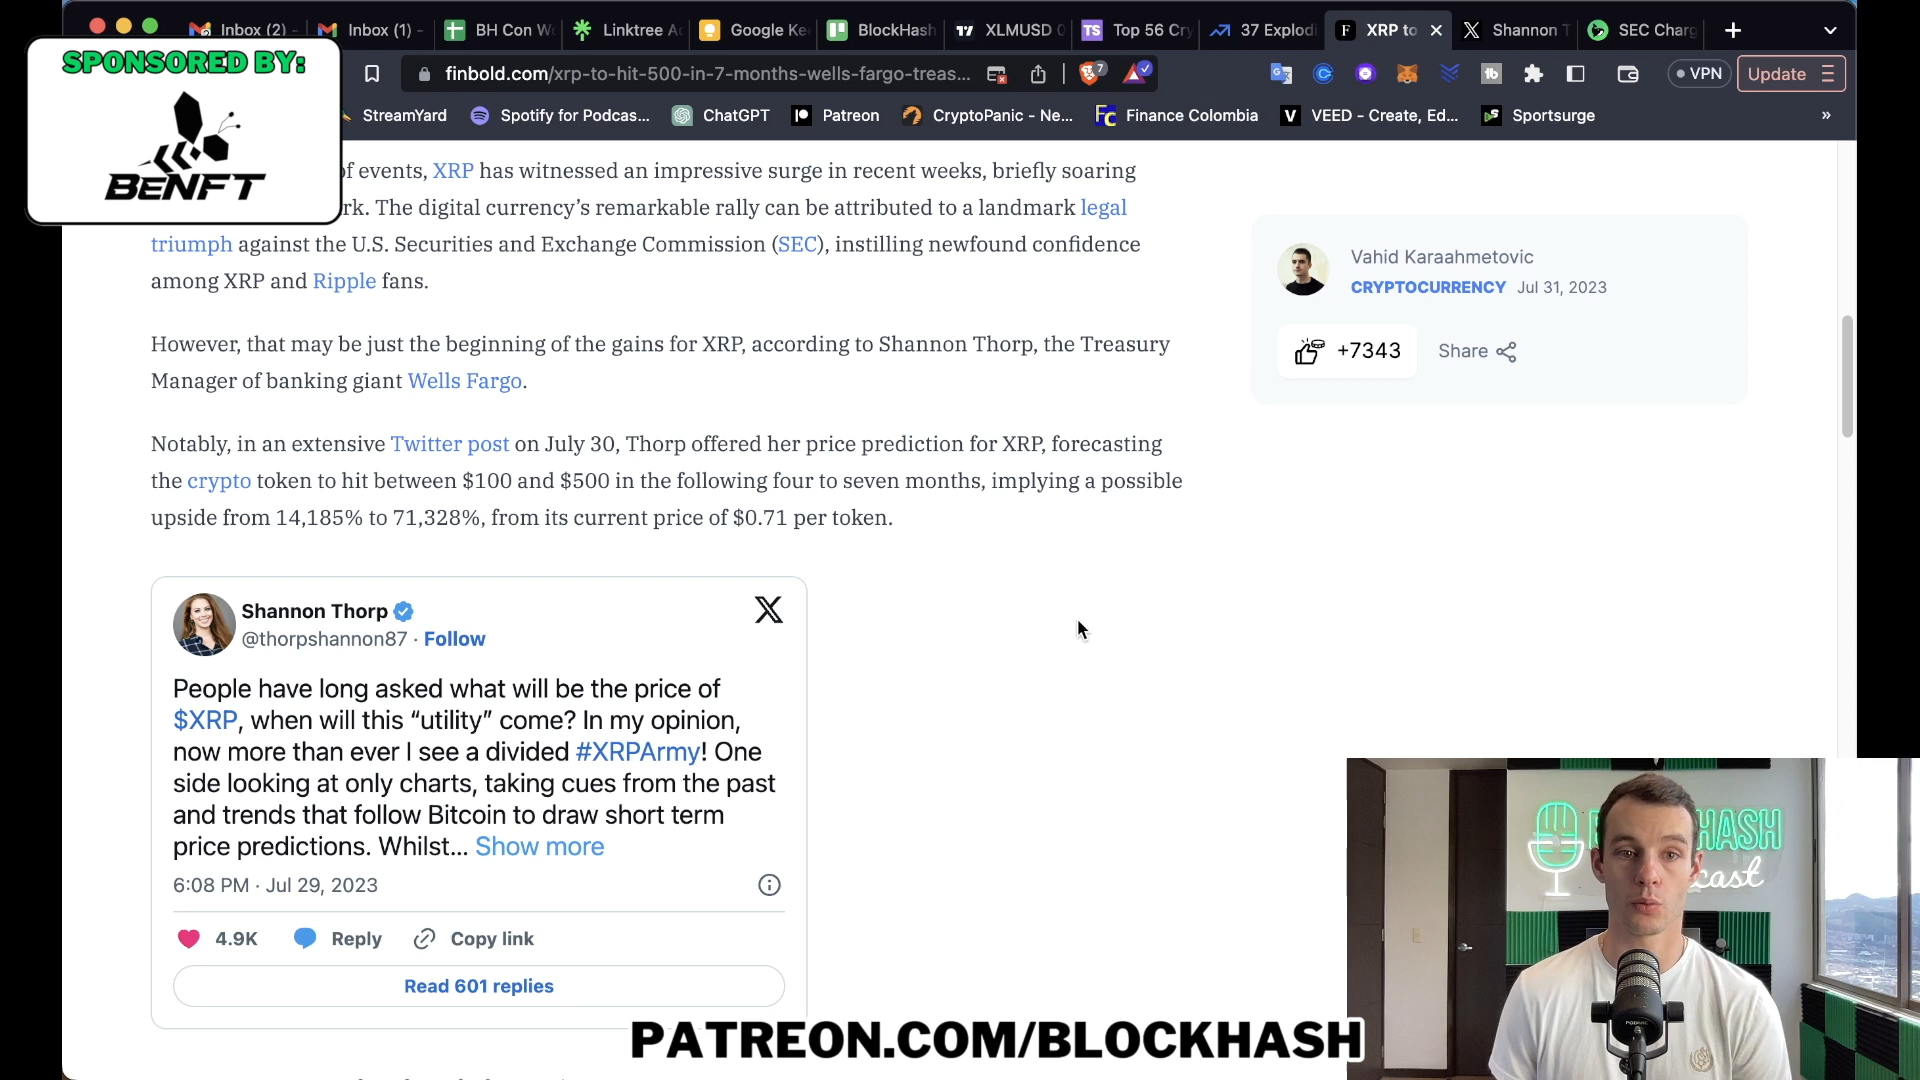 Inbox (2) -
Inbox (1) -
BH Con Wo
Linktree Ad
Google Kee
BlockHash
XLMUSD 0
Top 56 Cry
37 Explodi
XRP to
Shannon T
SEC Charg
SPONSORED BY:
BENFT
finbold.com/xrp-to-hit-500-in-7-months-wells-fargo-treas...
7
VPN
Update
StreamYard
Spotify for Podcas...
ChatGPT
Patreon
CryptoPanic - Ne...
Finance Colombia
VEED - Create, Ed...
Sportsurge
»
of events, XRP has witnessed an impressive surge in recent weeks, briefly soaring
rk. The digital currency’s remarkable rally can be attributed to a landmark legal
triumph against the U.S. Securities and Exchange Commission (SEC), instilling newfound confidence
among XRP and Ripple fans.
However, that may be just the beginning of the gains for XRP, according to Shannon Thorp, the Treasury
Manager of banking giant Wells Fargo.
Notably, in an extensive Twitter post on July 30, Thorp offered her price prediction for XRP, forecasting
the crypto token to hit between $100 and $500 in the following four to seven months, implying a possible
upside from 14,185% to 71,328%, from its current price of $0.71 per token.
Vahid Karaahmetovic
CRYPTOCURRENCY Jul 31, 2023
+7343 Share
Shannon Thorp
@thorpshannon87 · Follow
People have long asked what will be the price of
$XRP, when will this “utility” come? In my opinion,
now more than ever I see a divided #XRPArmy! One
side looking at only charts, taking cues from the past
and trends that follow Bitcoin to draw short term
price predictions. Whilst... Show more
6:08 PM · Jul 29, 2023
4.9K Reply Copy link
Read 601 replies
HASH
cast
PODMIC
PATREON.COM/BLOCKHASH